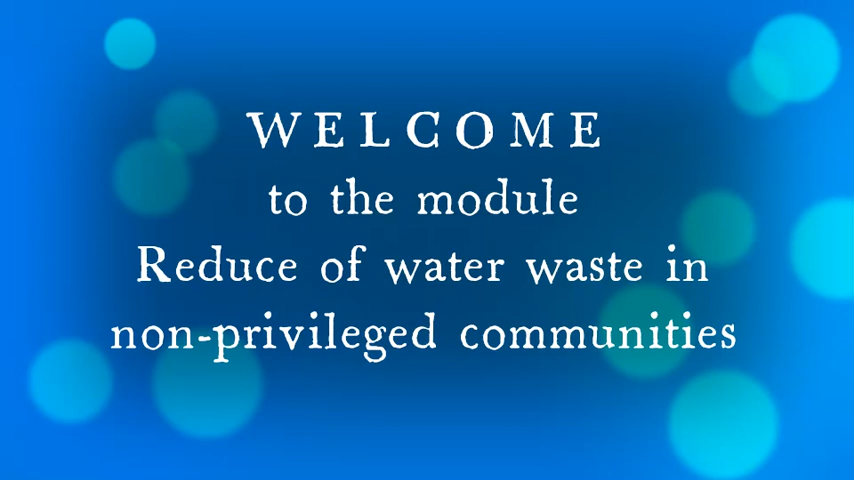 WELCOME
to the module
Reduce of water waste in
non-privileged communities